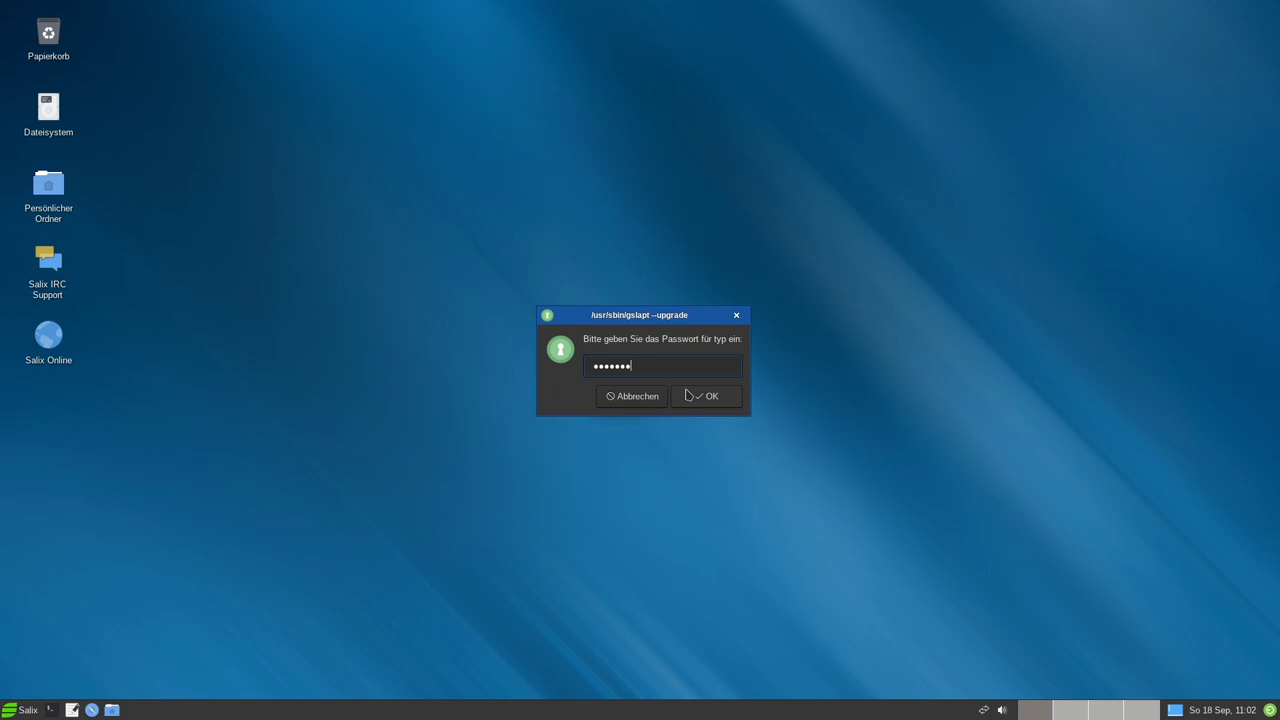 Papierkorb
Dateisystem
Persönlicher
Ordner
Salix IRC
Support
Salix Online
/usr/sbin/gslapt --upgrade
Bitte geben Sie das Passwort für typ ein:
•••••••
Abbrechen
OK
Salix
So 18 Sep, 11:02